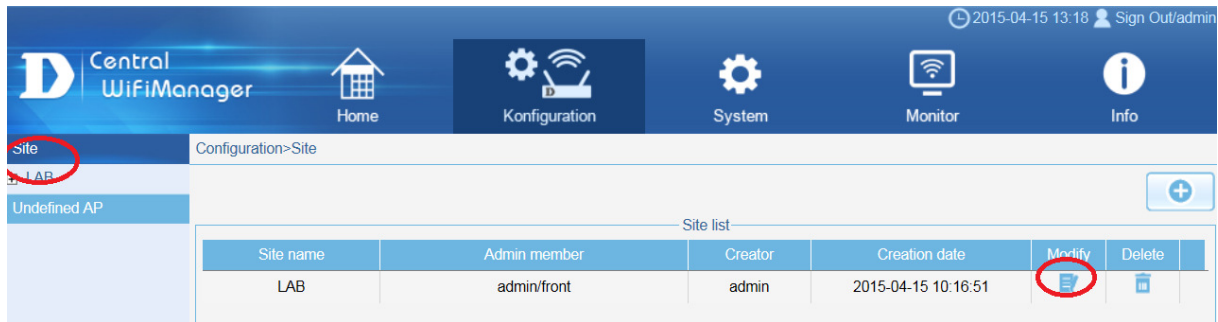 2015-04-15 13:18 Sign Out/admin
D Central
WiFiManager
Home Konfiguration System Monitor Info
Site Configuration>Site
LAB
Undefined AP
Site list
Site name Admin member Creator Creation date Modify Delete
LAB admin/front admin 2015-04-15 10:16:51